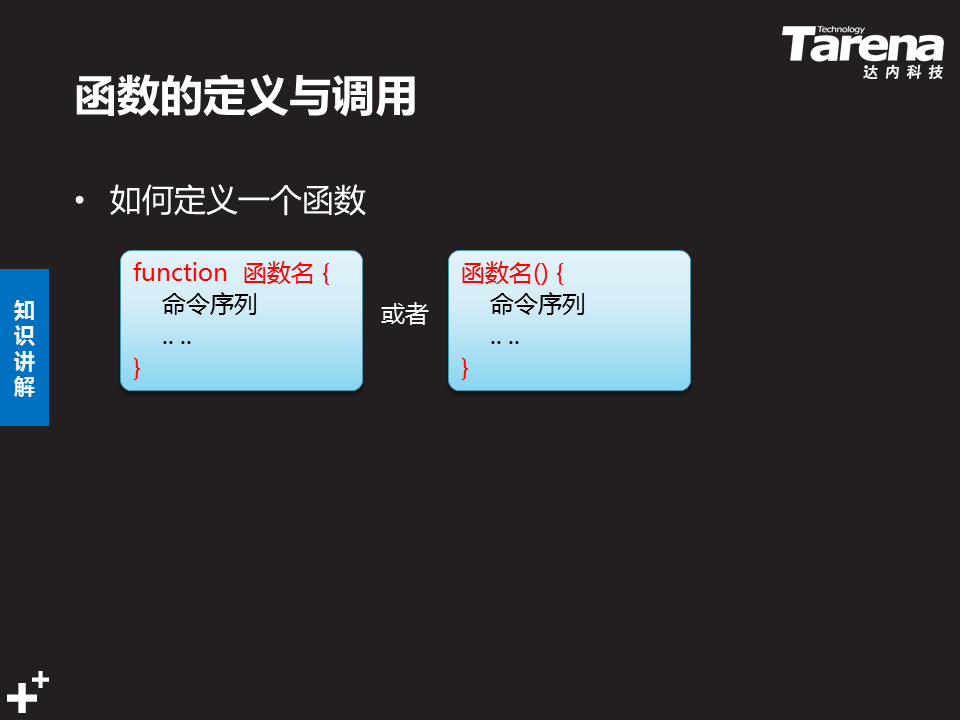 Technology
Tarena
达内科技
函数的定义与调用
• 如何定义一个函数
function 函数名 {
命令序列
.. ..
}
或者
函数名() {
命令序列
.. ..
}
知识讲解